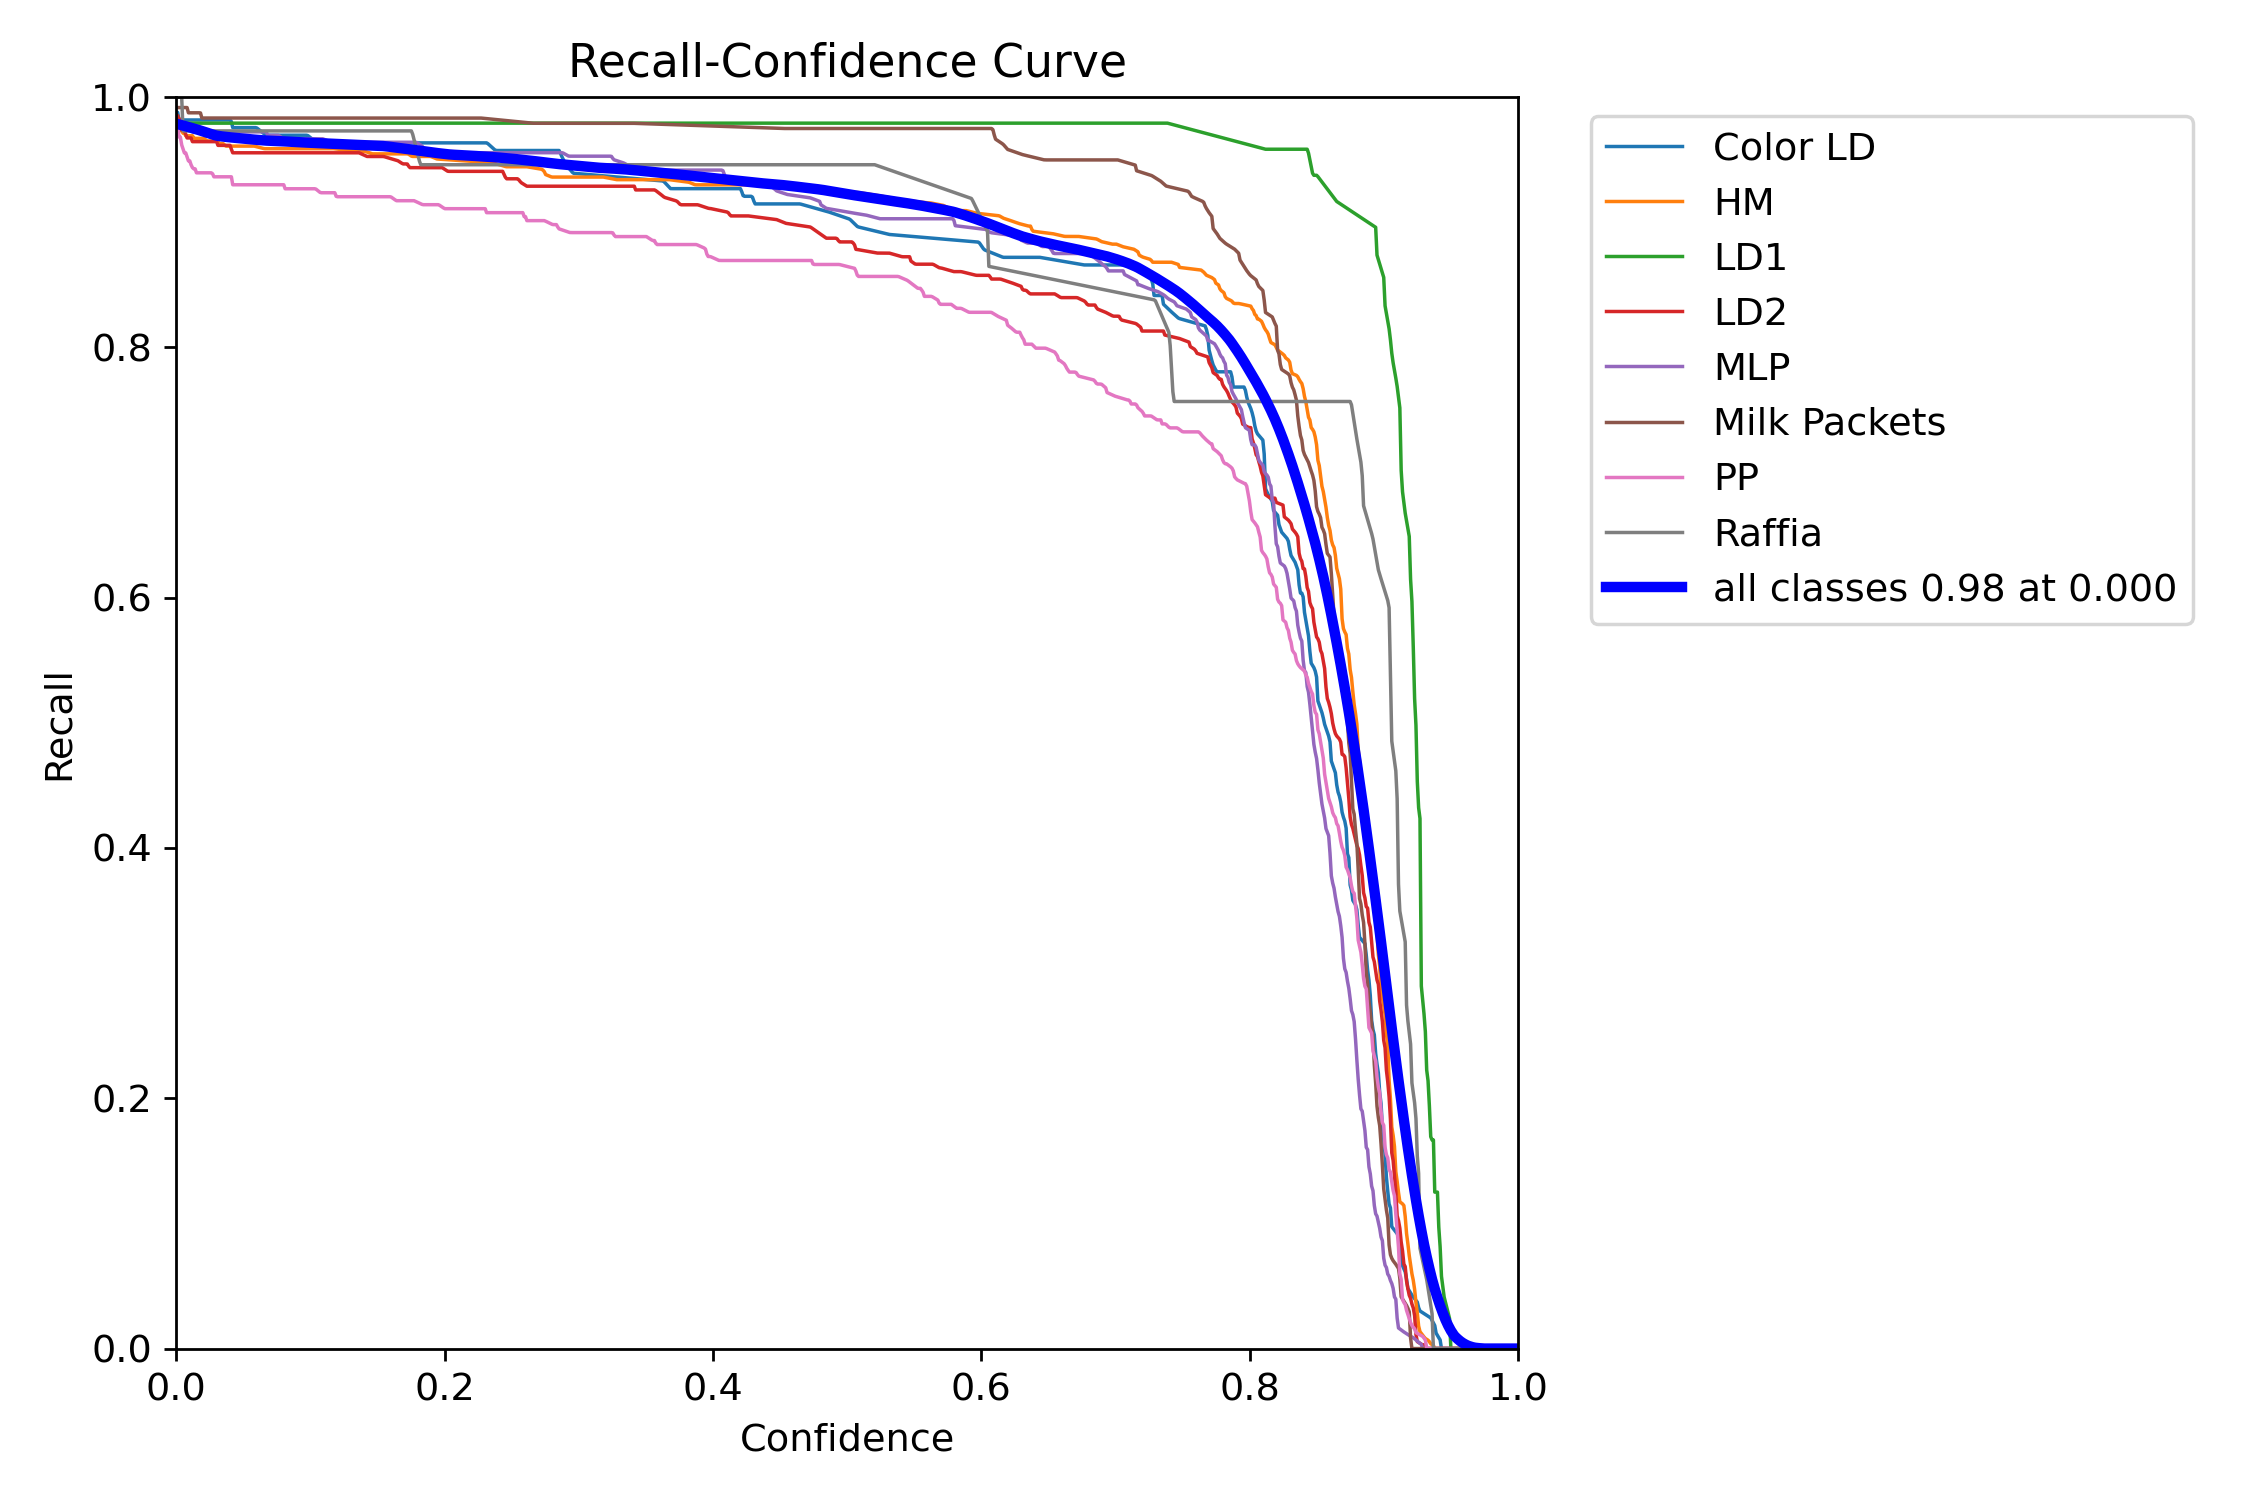 Recall-Confidence Curve
1.0
0.8
0.6
0.4
0.2
0.0
Recall
0.0 0.2 0.4 0.6 0.8 1.0
Confidence
Color LD
HM
LD1
LD2
MLP
Milk Packets
PP
Raffia
all classes 0.98 at 0.000